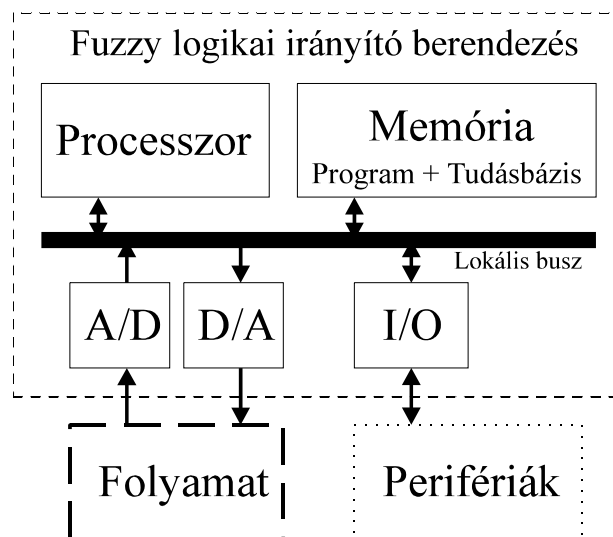 Fuzzy logikai irányító berendezés
Processzor
Memória
Program + Tudásbázis
Lokális busz
A/D
D/A
I/O
Folyamat
Perifériák